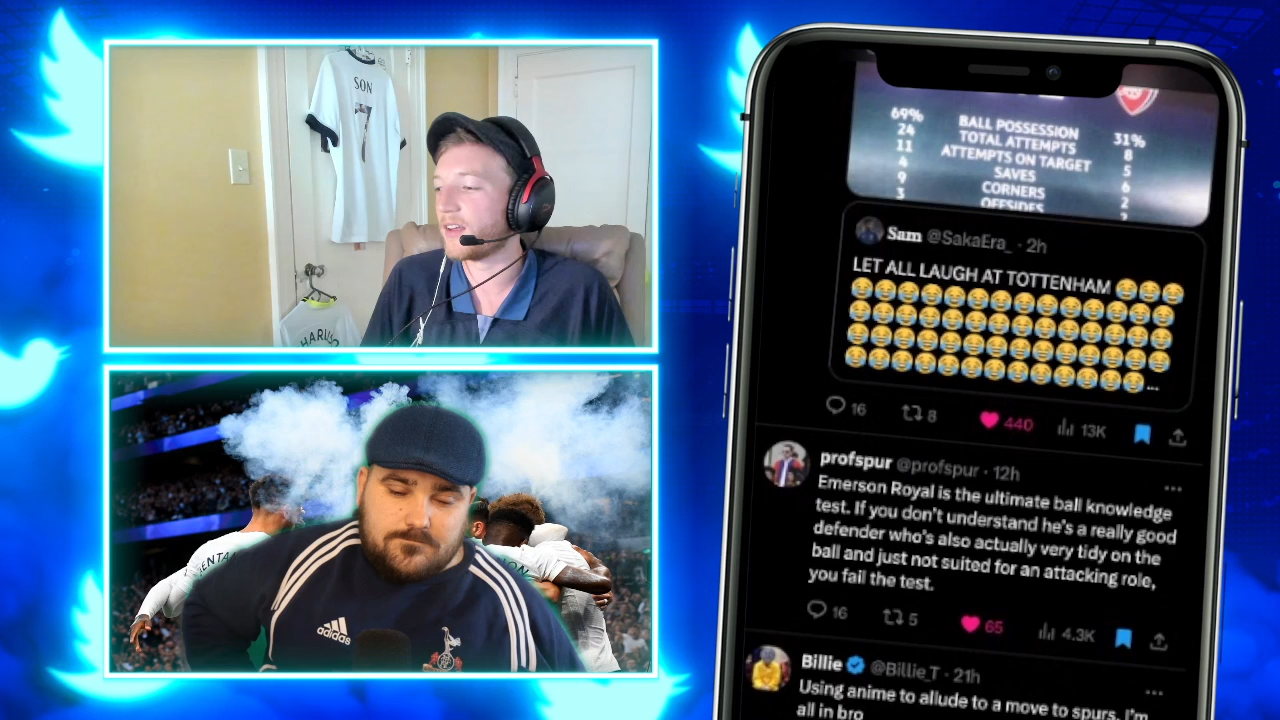 SON
7
adidas
69% BALL POSSESSION 31%
24 TOTAL ATTEMPTS 8
11 ATTEMPTS ON TARGET 5
4 SAVES 6
9 CORNERS 2
3 OFFSIDES
Sam @SakaEra_ · 2h
LET ALL LAUGH AT TOTTENHAM 😂😂😂
😂😂😂😂😂😂😂😂😂😂😂😂😂😂
😂😂😂😂😂😂😂😂😂😂😂😂😂😂
😂😂😂😂😂😂😂😂😂😂😂😂😂😂
😂😂😂😂😂😂😂😂😂😂😂😂😂...
16 8 440 13K
profspur @profspur · 12h
Emerson Royal is the ultimate ball knowledge
test. If you don't understand he's a really good
defender who's also actually very tidy on the
ball and just not suited for an attacking role,
you fail the test.
16 5 65 4.3K
Billie @Billie_T · 21h
Using anime to allude to a move to spurs, I'm
all in bro